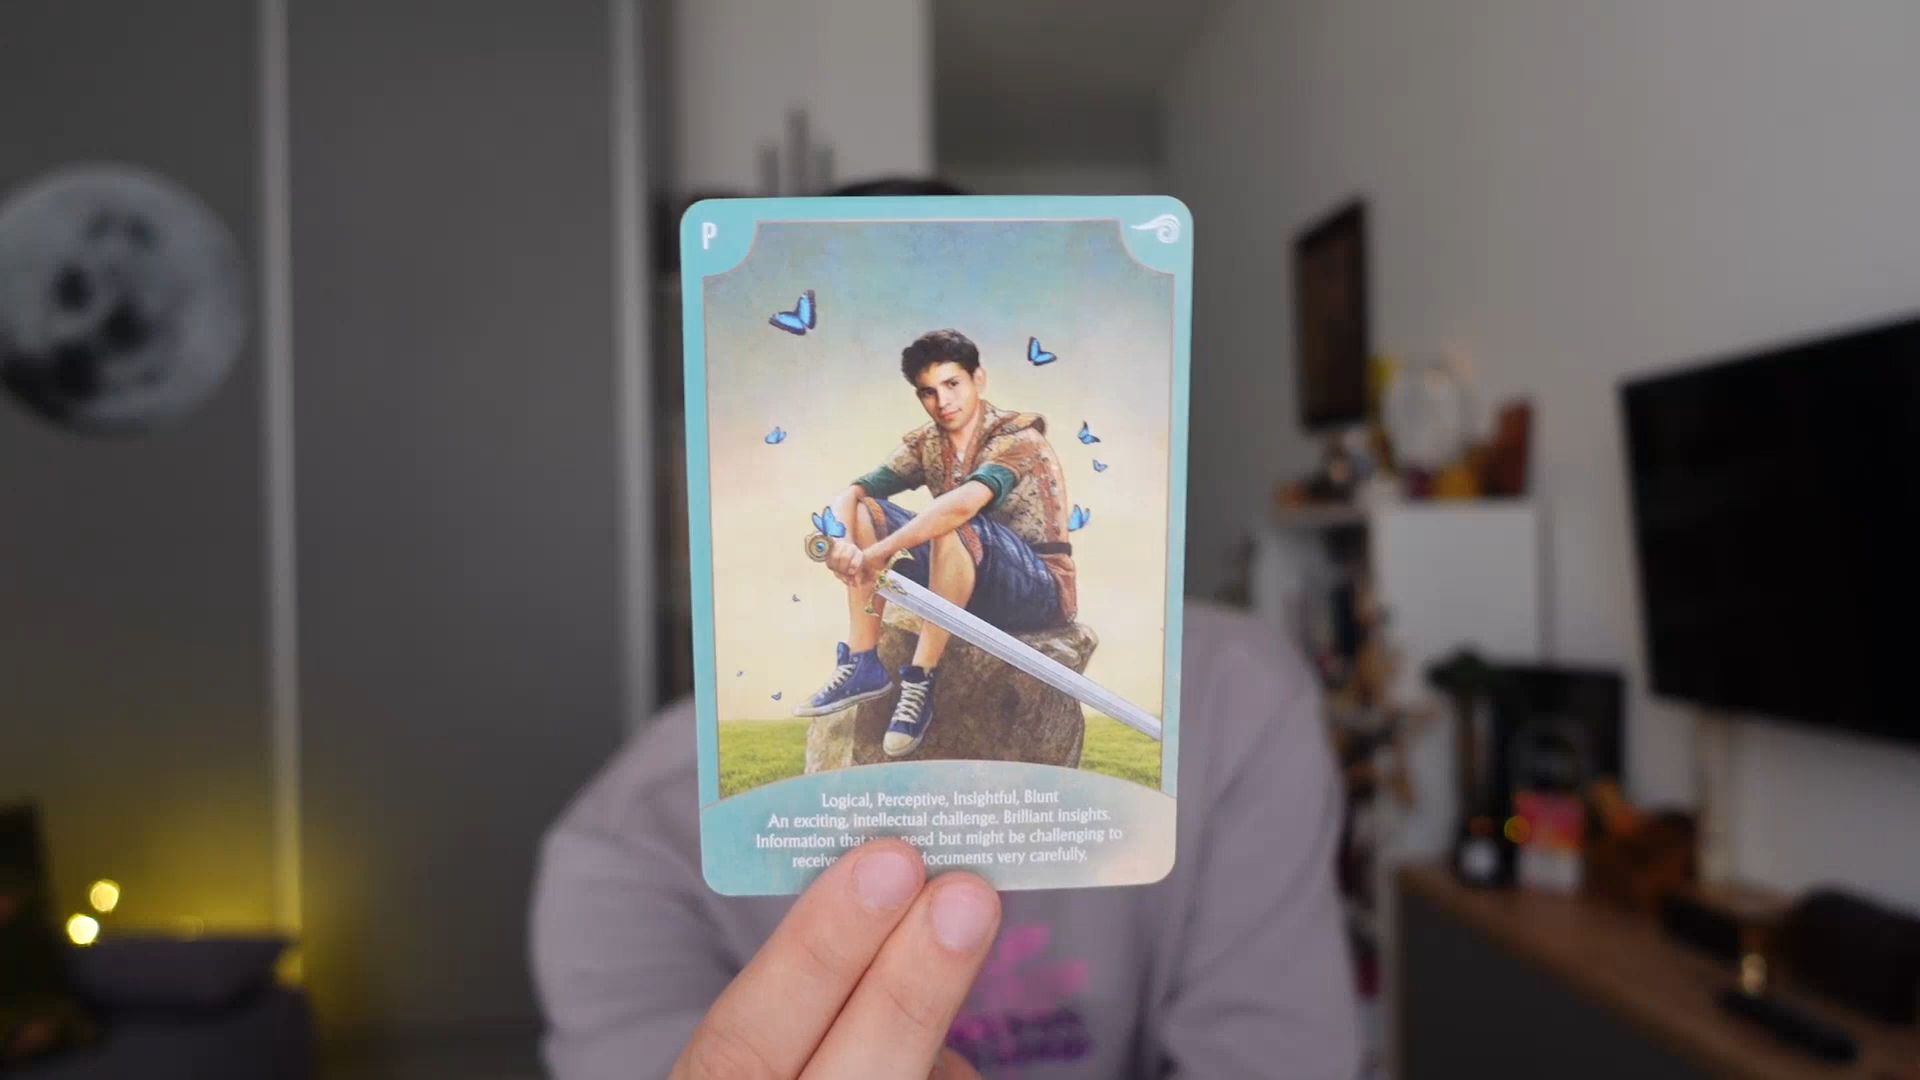 P
Logical, Perceptive, Insightful, Blunt
An exciting, intellectual challenge. Brilliant insights.
Information that need but might be challenging to
documents very carefully.